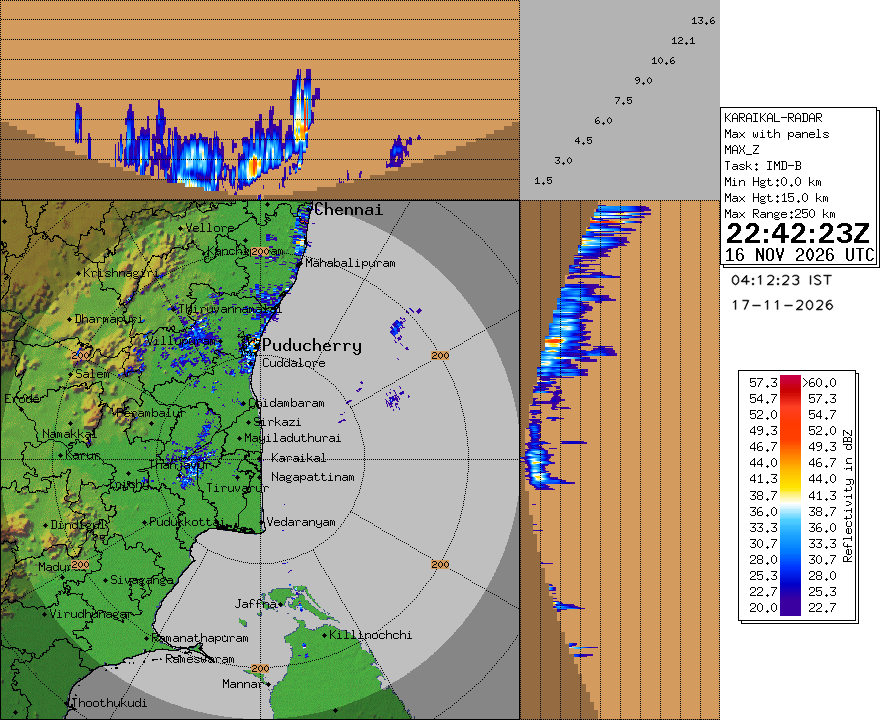 13.6
12.1
10.6
9.0
7.5
6.0
4.5
3.0
1.5
KARAIKAL-RADAR
Max with panels
MAX_Z
Task: IMD-B
Min Hgt:0.0 km
Max Hgt:15.0 km
Max Range:250 km
22:42:23Z
16 NOV 2026 UTC
04:12:23 IST
17-11-2026
Chennai
Vellore
200
Mahabalipuram
Krishnagiri
Thiruvannamalai
Dharmapuri
Puducherry
200
200
Cuddalore
Salem
Erode
Chidambaram
Perambalur
Sirkazi
Namakkal
Mayiladuthurai
Karur
Karaikal
Nagapattinam
Tiruvarur
Pudukkottai
Vedaranyam
Dindigul
200
200
Madurai
Sivaganga
Jaffna
Virudhunagar
Killinochchi
Ramanathapuram
Rameswaram
200
Mannar
Thoothukudi
57.3 >60.0
54.7 57.3
52.0 54.7
49.3 52.0
46.7 49.3
44.0 46.7
41.3 44.0
38.7 41.3
36.0 38.7
33.3 36.0
30.7 33.3
28.0 30.7
25.3 28.0
22.7 25.3
20.0 22.7
Reflectivity in dBZ